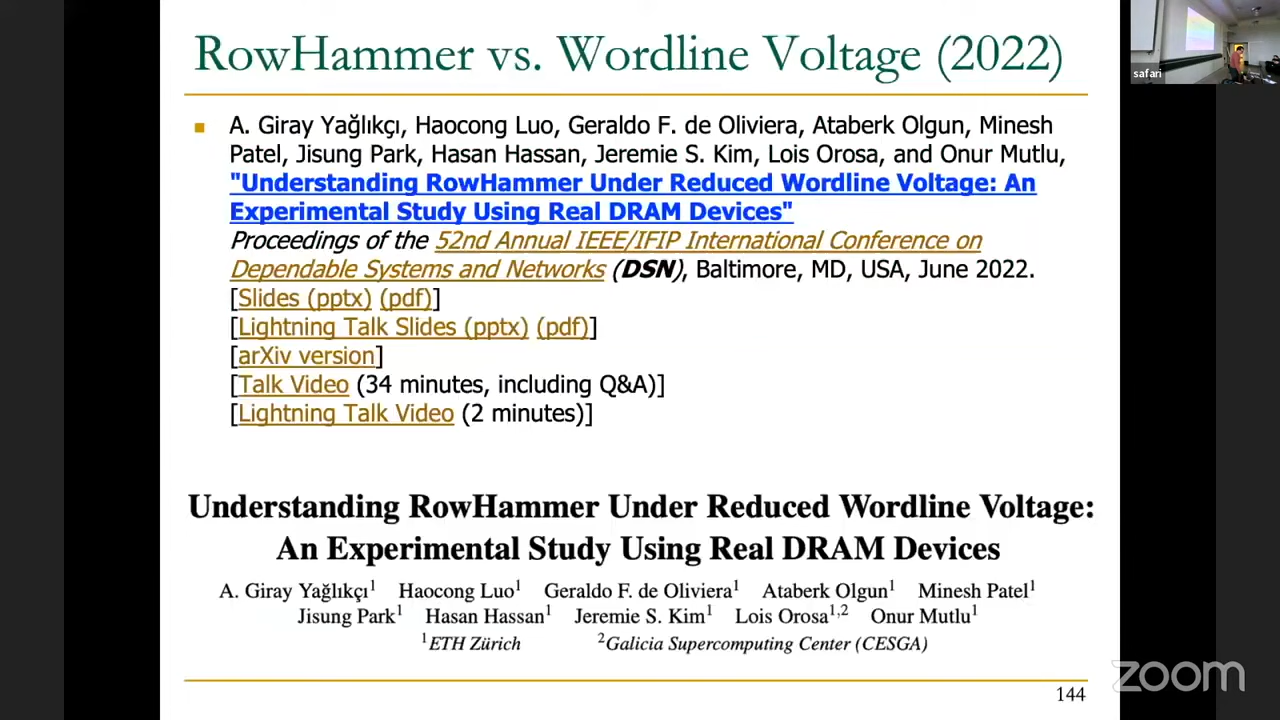 RowHammer vs. Wordline Voltage (2022)
safari
A. Giray Yağlıkçı, Haocong Luo, Geraldo F. de Oliviera, Ataberk Olgun, Minesh
Patel, Jisung Park, Hasan Hassan, Jeremie S. Kim, Lois Orosa, and Onur Mutlu,
"Understanding RowHammer Under Reduced Wordline Voltage: An
Experimental Study Using Real DRAM Devices"
Proceedings of the 52nd Annual IEEE/IFIP International Conference on
Dependable Systems and Networks (DSN), Baltimore, MD, USA, June 2022.
[Slides (pptx) (pdf)]
[Lightning Talk Slides (pptx) (pdf)]
[arXiv version]
[Talk Video (34 minutes, including Q&A)]
[Lightning Talk Video (2 minutes)]
Understanding RowHammer Under Reduced Wordline Voltage:
An Experimental Study Using Real DRAM Devices
A. Giray Yağlıkçı¹ Haocong Luo¹ Geraldo F. de Oliviera¹ Ataberk Olgun¹ Minesh Patel¹
Jisung Park¹ Hasan Hassan¹ Jeremie S. Kim¹ Lois Orosa¹,² Onur Mutlu¹
¹ETH Zürich ²Galicia Supercomputing Center (CESGA)
144
zoom